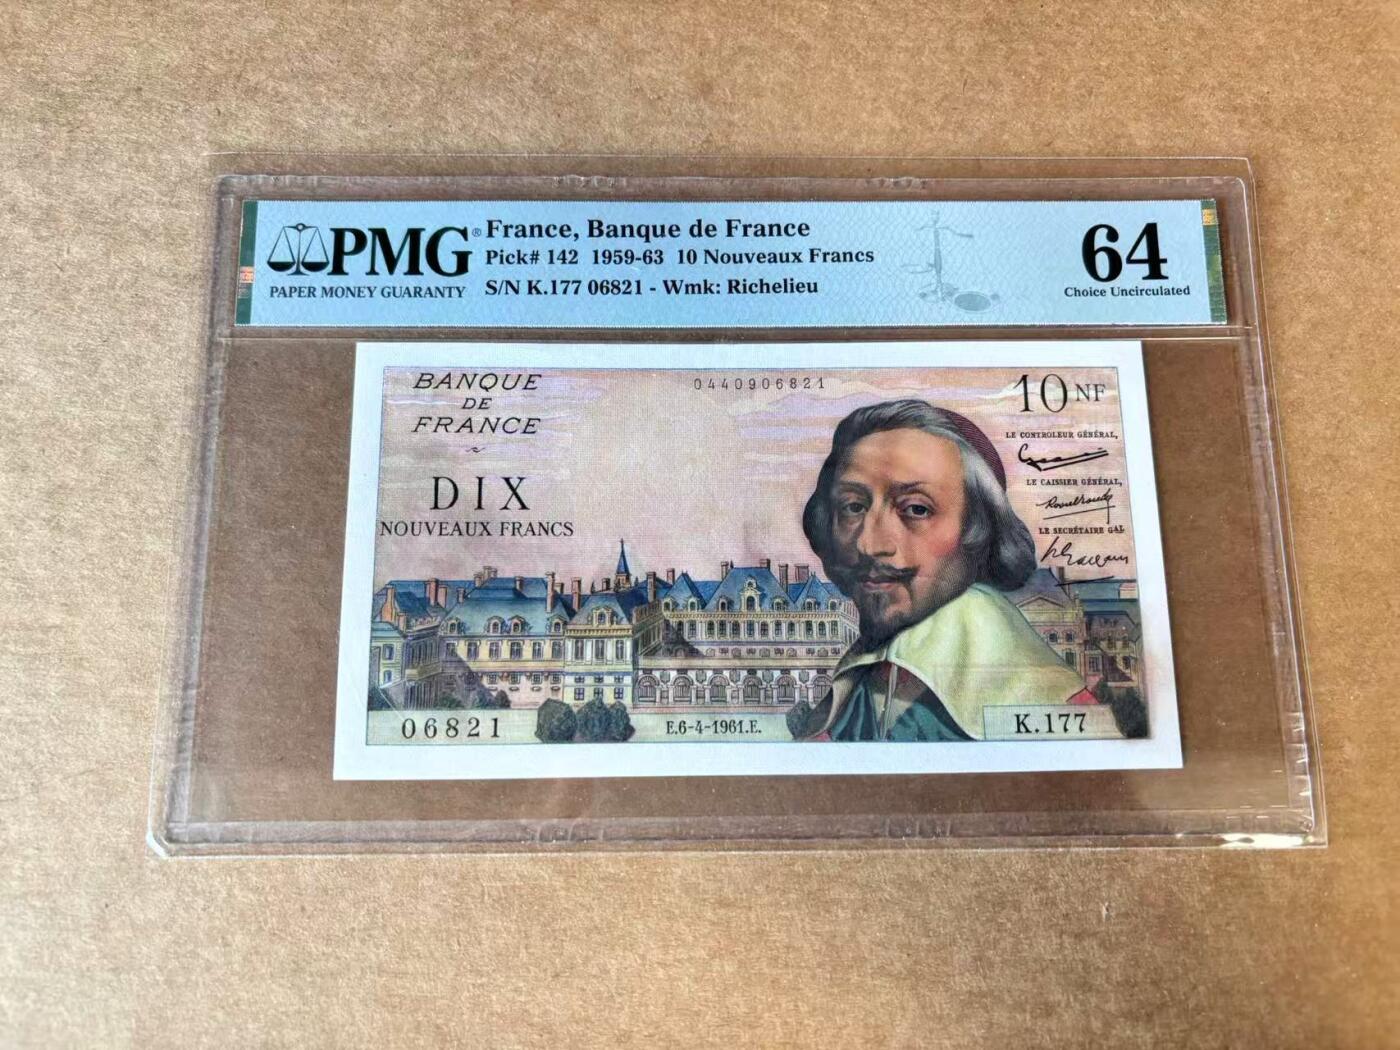 PMG®
PAPER MONEY GUARANTY
France, Banque de France
Pick# 142 1959-63 10 Nouveaux Francs
S/N K.177 06821 - Wmk: Richelieu
64
Choice Uncirculated
BANQUE
DE
FRANCE
0440906821
10 NF
LE CONTROLEUR GÉNÉRAL,
LE CAISSIER GÉNÉRAL,
LE SECRÉTAIRE GAL
DIX
NOUVEAUX FRANCS
06821
E.6-4-1961.E.
K.177